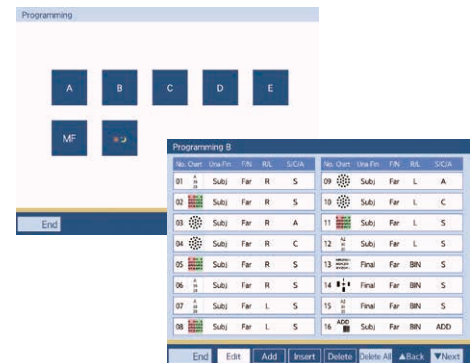 Programming
A B C D E
MF
End
Programming B
No. Chart Una.Fin. F/N R/L S/C/A No. Chart Una.Fin. F/N R/L S/C/A
01 Subj Far R S 09 Subj Far L A
02 Subj Far R S 10 Subj Far L C
03 Subj Far R A 11 Subj Far L S
04 Subj Far R C 12 Subj Far L S
05 Subj Far R S 13 Final Far BIN S
06 Subj Far R S 14 Final Far BIN S
07 Subj Far L S 15 Final Far BIN S
08 Subj Far L S 16 ADD Final Far BIN ADD
End Edit Add Insert Delete Delete All ▲Back ▼Next